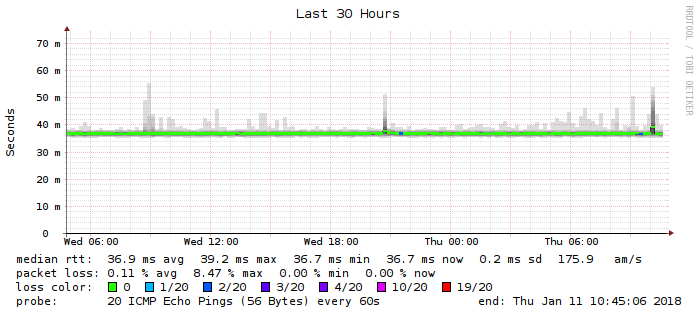 Last 30 Hours
RRDTOOL / TOBI OETIKER
Seconds
70 m
60 m
50 m
40 m
30 m
20 m
10 m
0
Wed 06:00 Wed 12:00 Wed 18:00 Thu 00:00 Thu 06:00
median rtt: 36.9 ms avg 39.2 ms max 36.7 ms min 36.7 ms now 0.2 ms sd 175.9 am/s
packet loss: 0.11 % avg 8.47 % max 0.00 % min 0.00 % now
loss color: 0 1/20 2/20 3/20 4/20 10/20 19/20
probe: 20 ICMP Echo Pings (56 Bytes) every 60s end: Thu Jan 11 10:45:06 2018